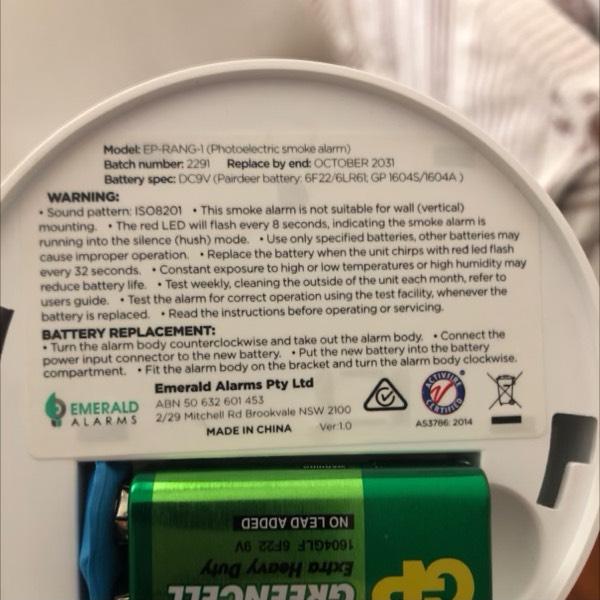 Model: EP-RANG-1 (Photoelectric smoke alarm)
Batch number: 2291 Replace by end: OCTOBER 2031
Battery spec: DC9V (Pairdeer battery: 6F22/6LR61; GP 1604S/1604A )
WARNING:
• Sound pattern: ISO8201 • This smoke alarm is not suitable for wall (vertical)
mounting. • The red LED will flash every 8 seconds, indicating the smoke alarm is
running into the silence (hush) mode. • Use only specified batteries, other batteries may
cause improper operation. • Replace the battery when the unit chirps with red led flash
every 32 seconds. • Constant exposure to high or low temperatures or high humidity may
reduce battery life. • Test weekly, cleaning the outside of the unit each month, refer to
users guide. • Test the alarm for correct operation using the test facility, whenever the
battery is replaced. • Read the instructions before operating or servicing.
BATTERY REPLACEMENT:
• Turn the alarm body counterclockwise and take out the alarm body. • Connect the
power input connector to the new battery. • Put the new battery into the battery
compartment. • Fit the alarm body on the bracket and turn the alarm body clockwise.
EMERALD
ALARMS
Emerald Alarms Pty Ltd
ABN 50 632 601 453
2/29 Mitchell Rd Brookvale NSW 2100
MADE IN CHINA Ver:1.0
ACTIVFIRE
CERTIFIED
AS3786: 2014
NO LEAD ADDED
1604GLF 6F22 9V
Extra Heavy Duty
GREENCELL
GP